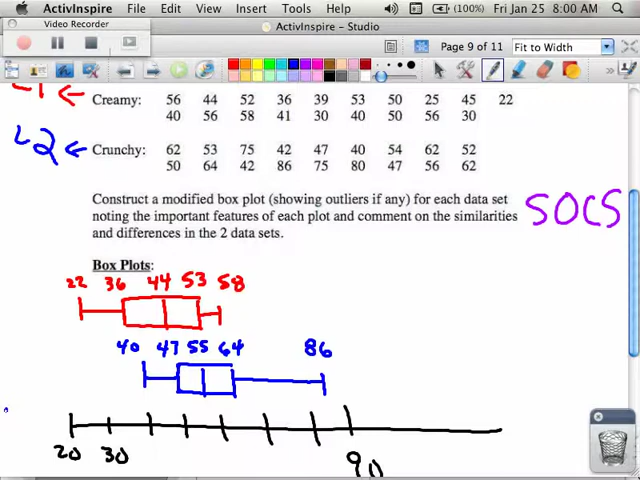 ActivInspire File Edit View Insert Tools Help (100%) Fri Jan 25 8:00 AM
Video Recorder
ActivInspire - Studio
Page 9 of 11 Fit to Width
L1 ←
Creamy: 56 44 52 36 39 53 50 25 45 22
40 56 58 41 30 40 50 56 30
L2 ←
Crunchy: 62 53 75 42 47 40 54 62 52
50 64 42 86 75 80 47 56 62
Construct a modified box plot (showing outliers if any) for each data set
noting the important features of each plot and comment on the similarities
and differences in the 2 data sets.
SOCS
Box Plots:
22 36 44 53 58
40 47 55 64 86
20 30 90